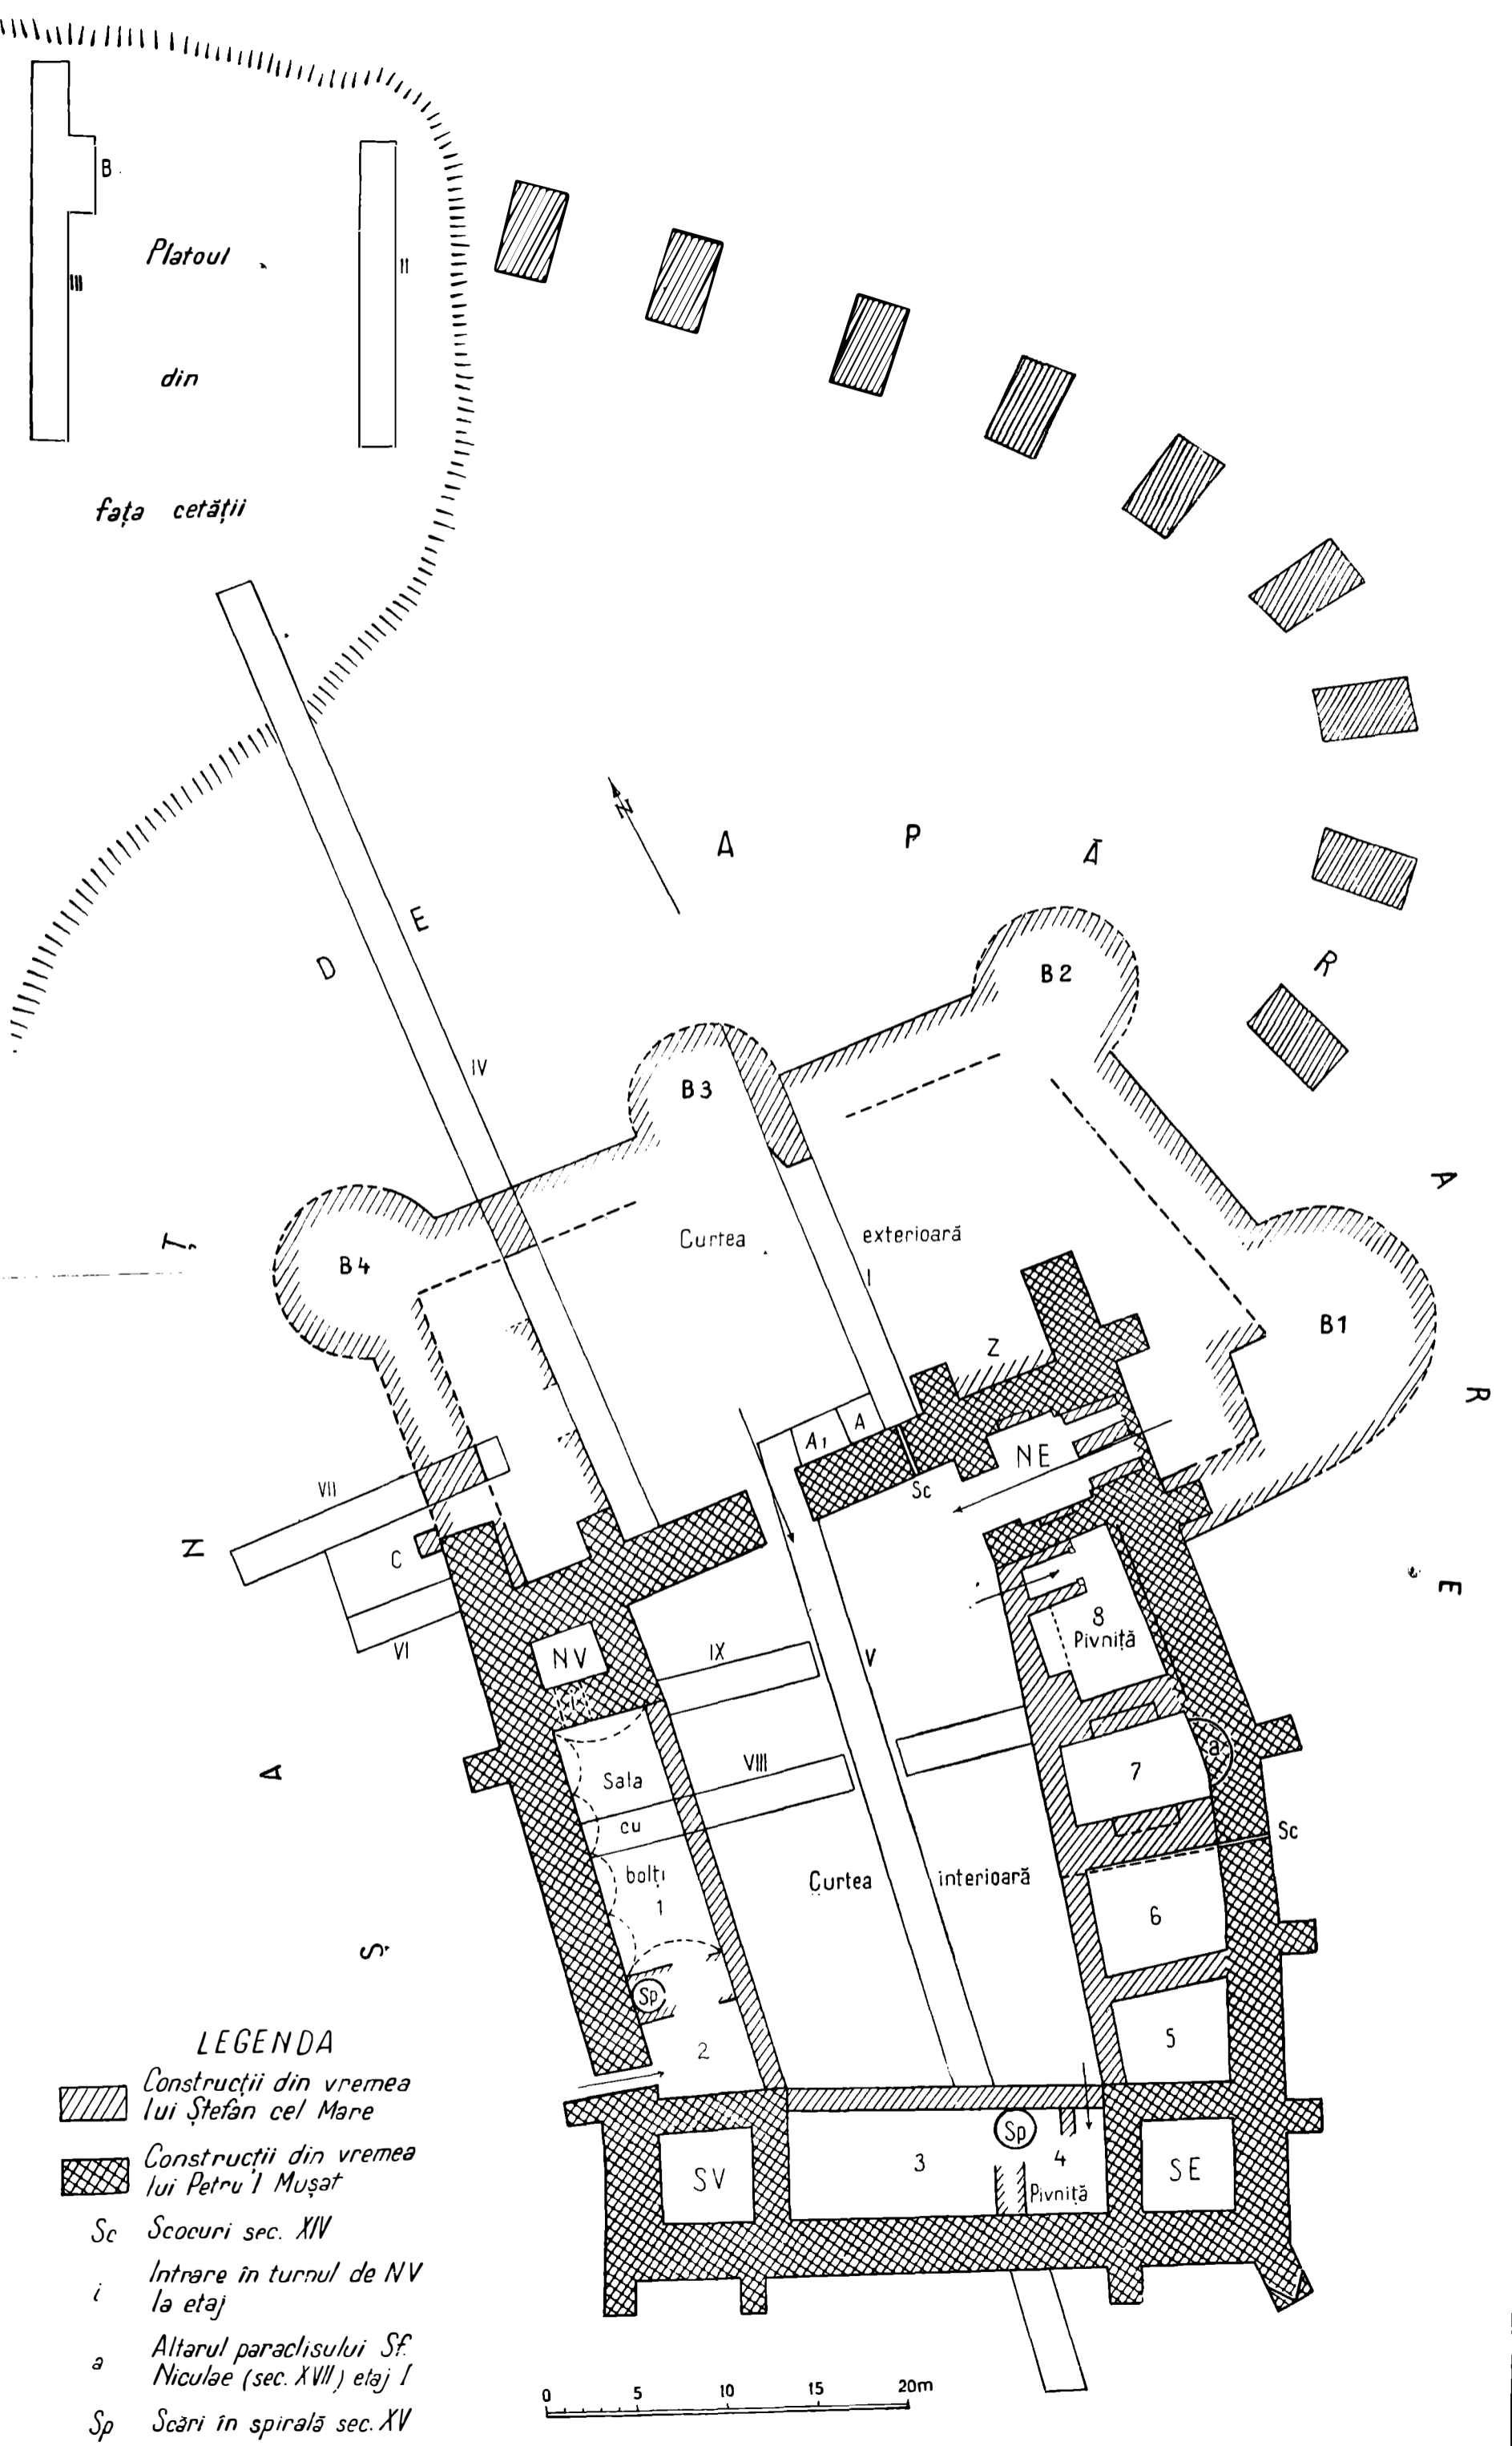 B
Platoul
III
II
din
fața cetății
N
A P Ă R A R E
D E
IV
B2
B3
B4
B1
Curtea exterioară
I
Z
A1 A
NE
Sc
VII
C
VI
Ț N A S
NV
i
IX
V
8
Pivniță
7
a
Sc
Sala
cu
bolți
1
VIII
Curtea interioară
6
Sp
2
5
SV
3
Sp
4
Pivniță
SE
LEGENDA
Construcții din vremea
lui Ștefan cel Mare
Construcții din vremea
lui Petru I Mușat
Sc Scocuri sec. XIV
i Intrare în turnul de NV
la etaj
a Altarul paraclisului Sf.
Niculae (sec. XVII) etaj I
Sp Scări în spirală sec. XV
0 5 10 15 20m